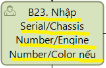 B23. Nhập
Serial/Chassis
Number/Engine
Number/Color nếu